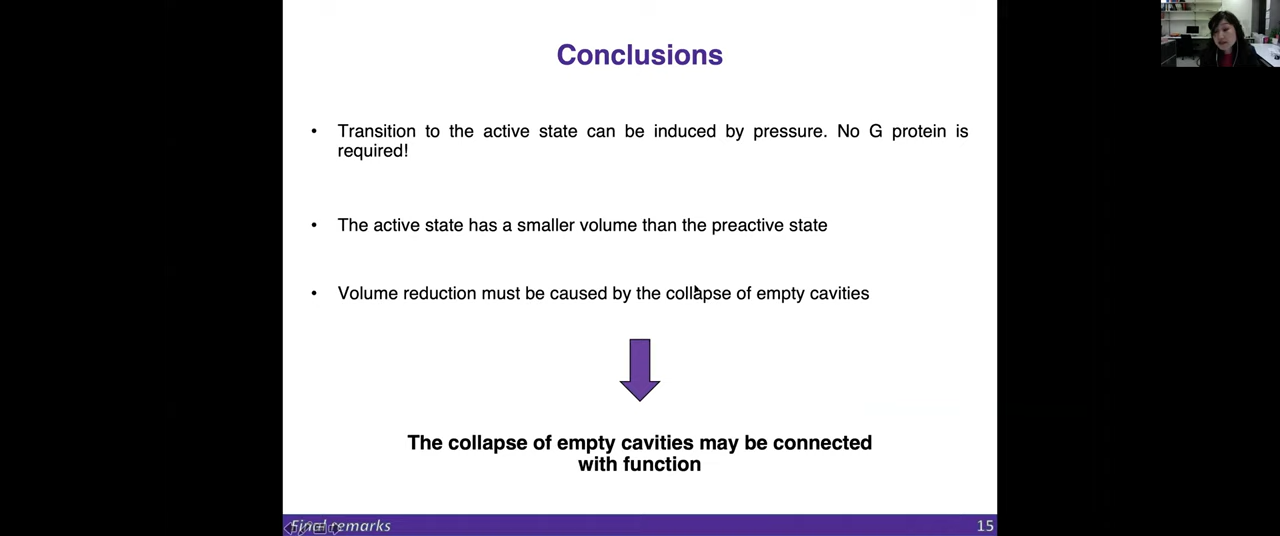 Conclusions
• Transition to the active state can be induced by pressure. No G protein is
required!
• The active state has a smaller volume than the preactive state
• Volume reduction must be caused by the collapse of empty cavities
The collapse of empty cavities may be connected
with function
Final remarks
15